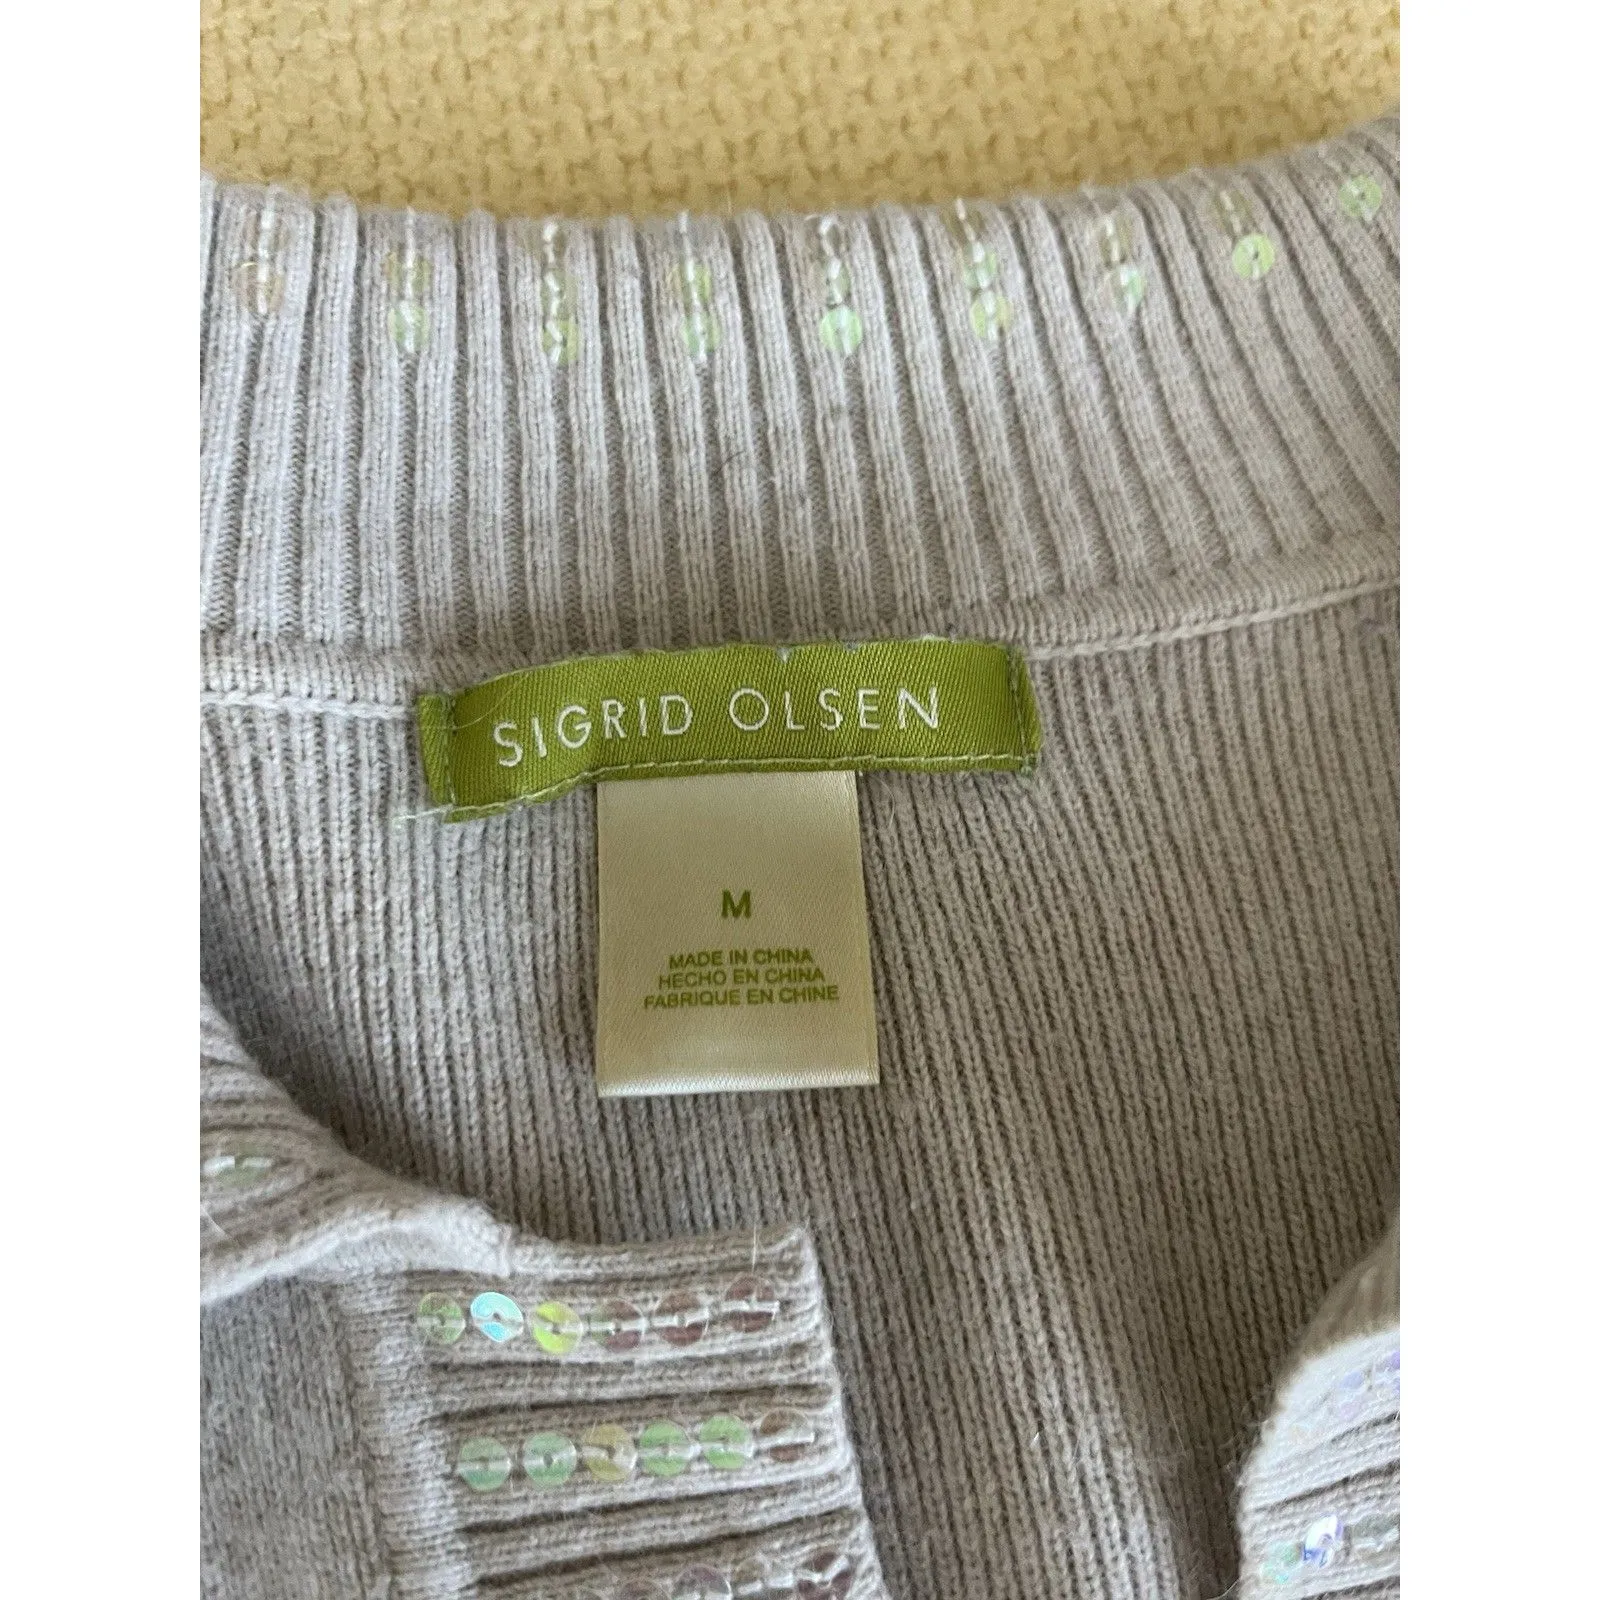 SIGRID OLSEN
M
MADE IN CHINA
HECHO EN CHINA
FABRIQUE EN CHINE